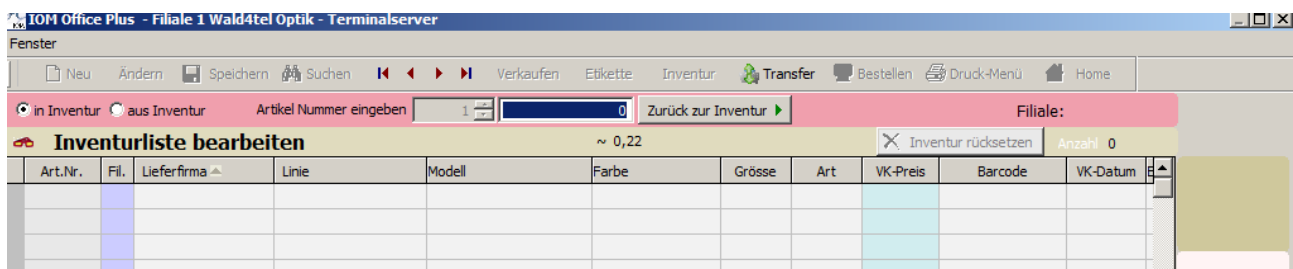 IOM Office Plus - Filiale 1 Wald4tel Optik - Terminalserver
Fenster
Neu Ändern Speichern Suchen Verkaufen Etikette Inventur Transfer Bestellen Druck-Menü Home
in Inventur aus Inventur Artikel Nummer eingeben 1 0 Zurück zur Inventur Filiale:
Inventurliste bearbeiten ~ 0,22 Inventur rücksetzen Anzahl 0
Art.Nr. Fil. Lieferfirma Linie Modell Farbe Grösse Art VK-Preis Barcode VK-Datum